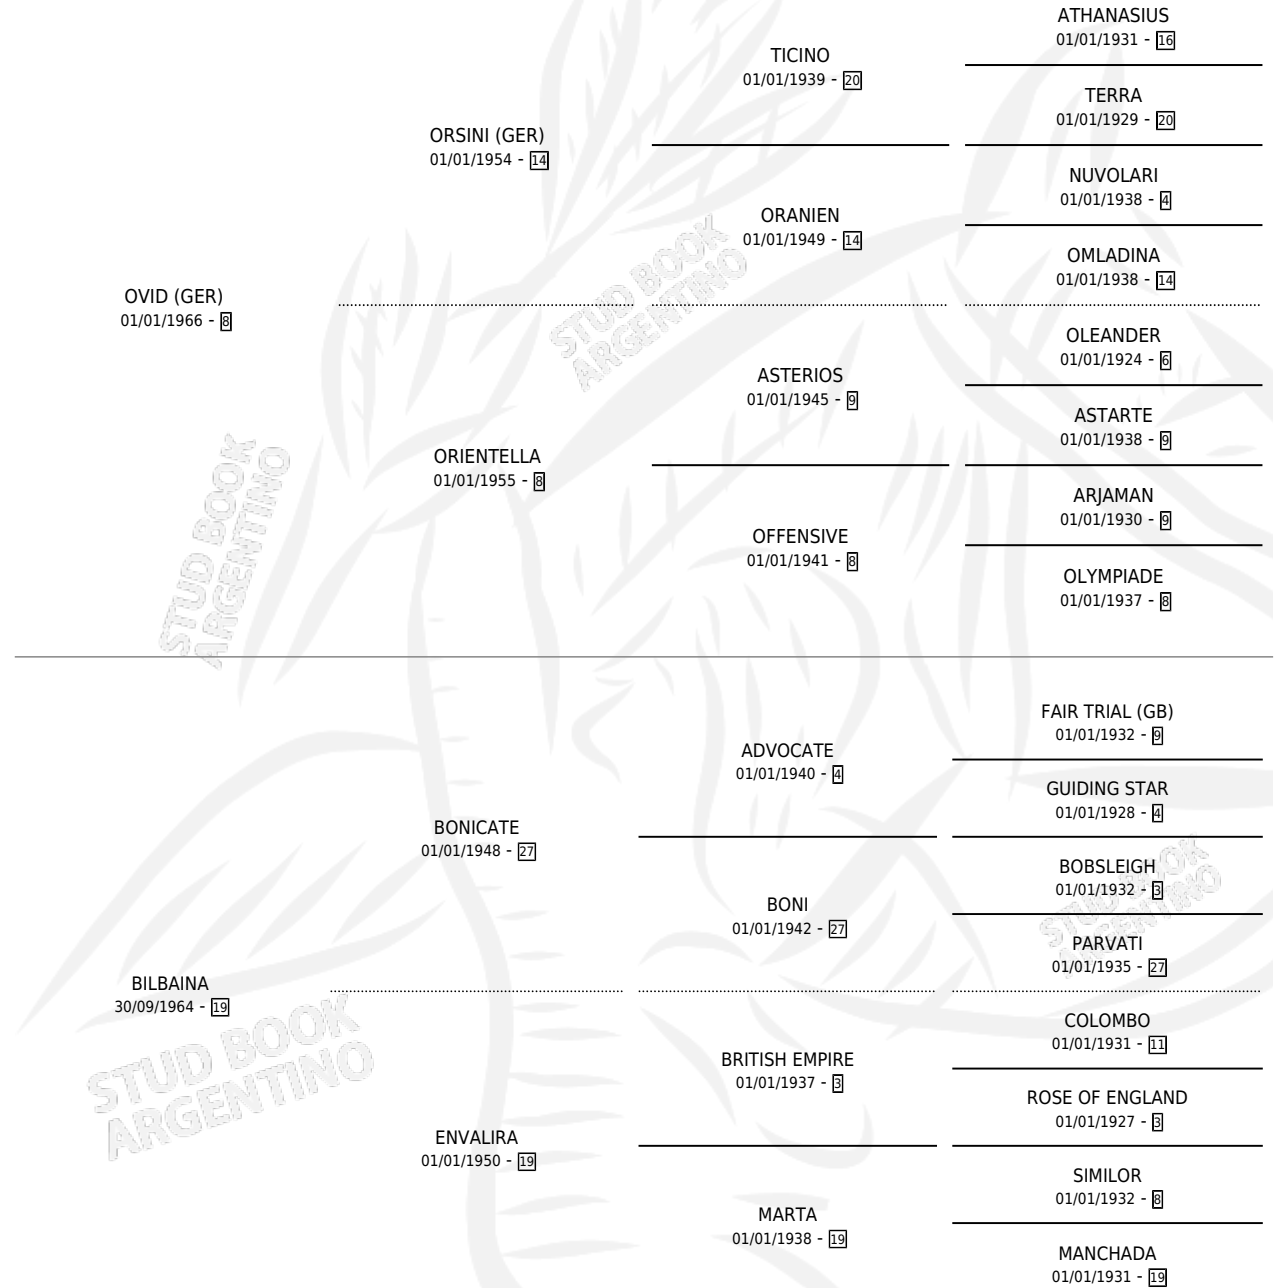 ATHANASIUS
01/01/1931 - 16
TICINO
01/01/1939 - 20
TERRA
01/01/1929 - 20
ORSINI (GER)
01/01/1954 - 14
NUVOLARI
01/01/1938 - 4
ORANIEN
01/01/1949 - 14
OMLADINA
01/01/1938 - 14
OVID (GER)
01/01/1966 - 8
STUD BOOK
ARGENTINO
OLEANDER
01/01/1924 - 6
ASTERIOS
01/01/1945 - 9
ASTARTE
01/01/1938 - 9
ORIENTELLA
01/01/1955 - 8
ARJAMAN
01/01/1930 - 9
OFFENSIVE
01/01/1941 - 8
OLYMPIADE
01/01/1937 - 8
STUD BOOK
ARGENTINO
FAIR TRIAL (GB)
01/01/1932 - 9
ADVOCATE
01/01/1940 - 4
GUIDING STAR
01/01/1928 - 4
BONICATE
01/01/1948 - 27
BOBSLEIGH
01/01/1932 - 3
BONI
01/01/1942 - 27
PARVATI
01/01/1935 - 27
STUD BOOK
ARGENTINO
BILBAINA
30/09/1964 - 19
STUD BOOK
ARGENTINO
COLOMBO
01/01/1931 - 11
BRITISH EMPIRE
01/01/1937 - 3
ROSE OF ENGLAND
01/01/1927 - 3
ENVALIRA
01/01/1950 - 19
SIMILOR
01/01/1932 - 8
MARTA
01/01/1938 - 19
MANCHADA
01/01/1931 - 19